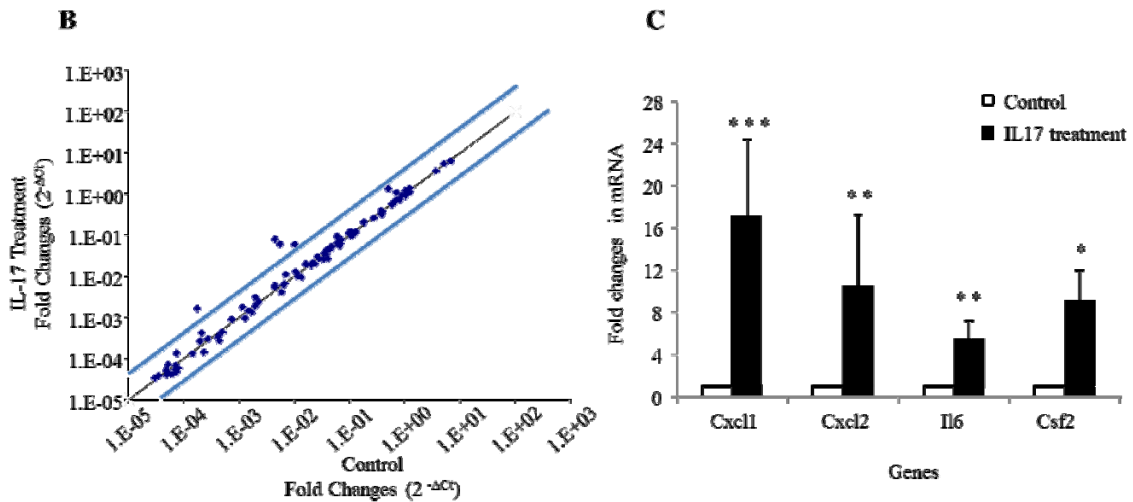 B
1.E+03
1.E+02
1.E+01
1.E+00
1.E-01
1.E-02
1.E-03
1.E-04
1.E-05
IL-17 Treatment
Fold Changes (2^-ΔCt)
1.E-05
1.E-04
1.E-03
1.E-02
1.E-01
1.E+00
1.E+01
1.E+02
1.E+03
Control
Fold Changes (2 ^-ΔCt)
C
Control
IL17 treatment
28
24
20
16
12
8
4
0
Fold changes in mRNA
***
**
**
*
Cxcl1
Cxcl2
Il6
Csf2
Genes